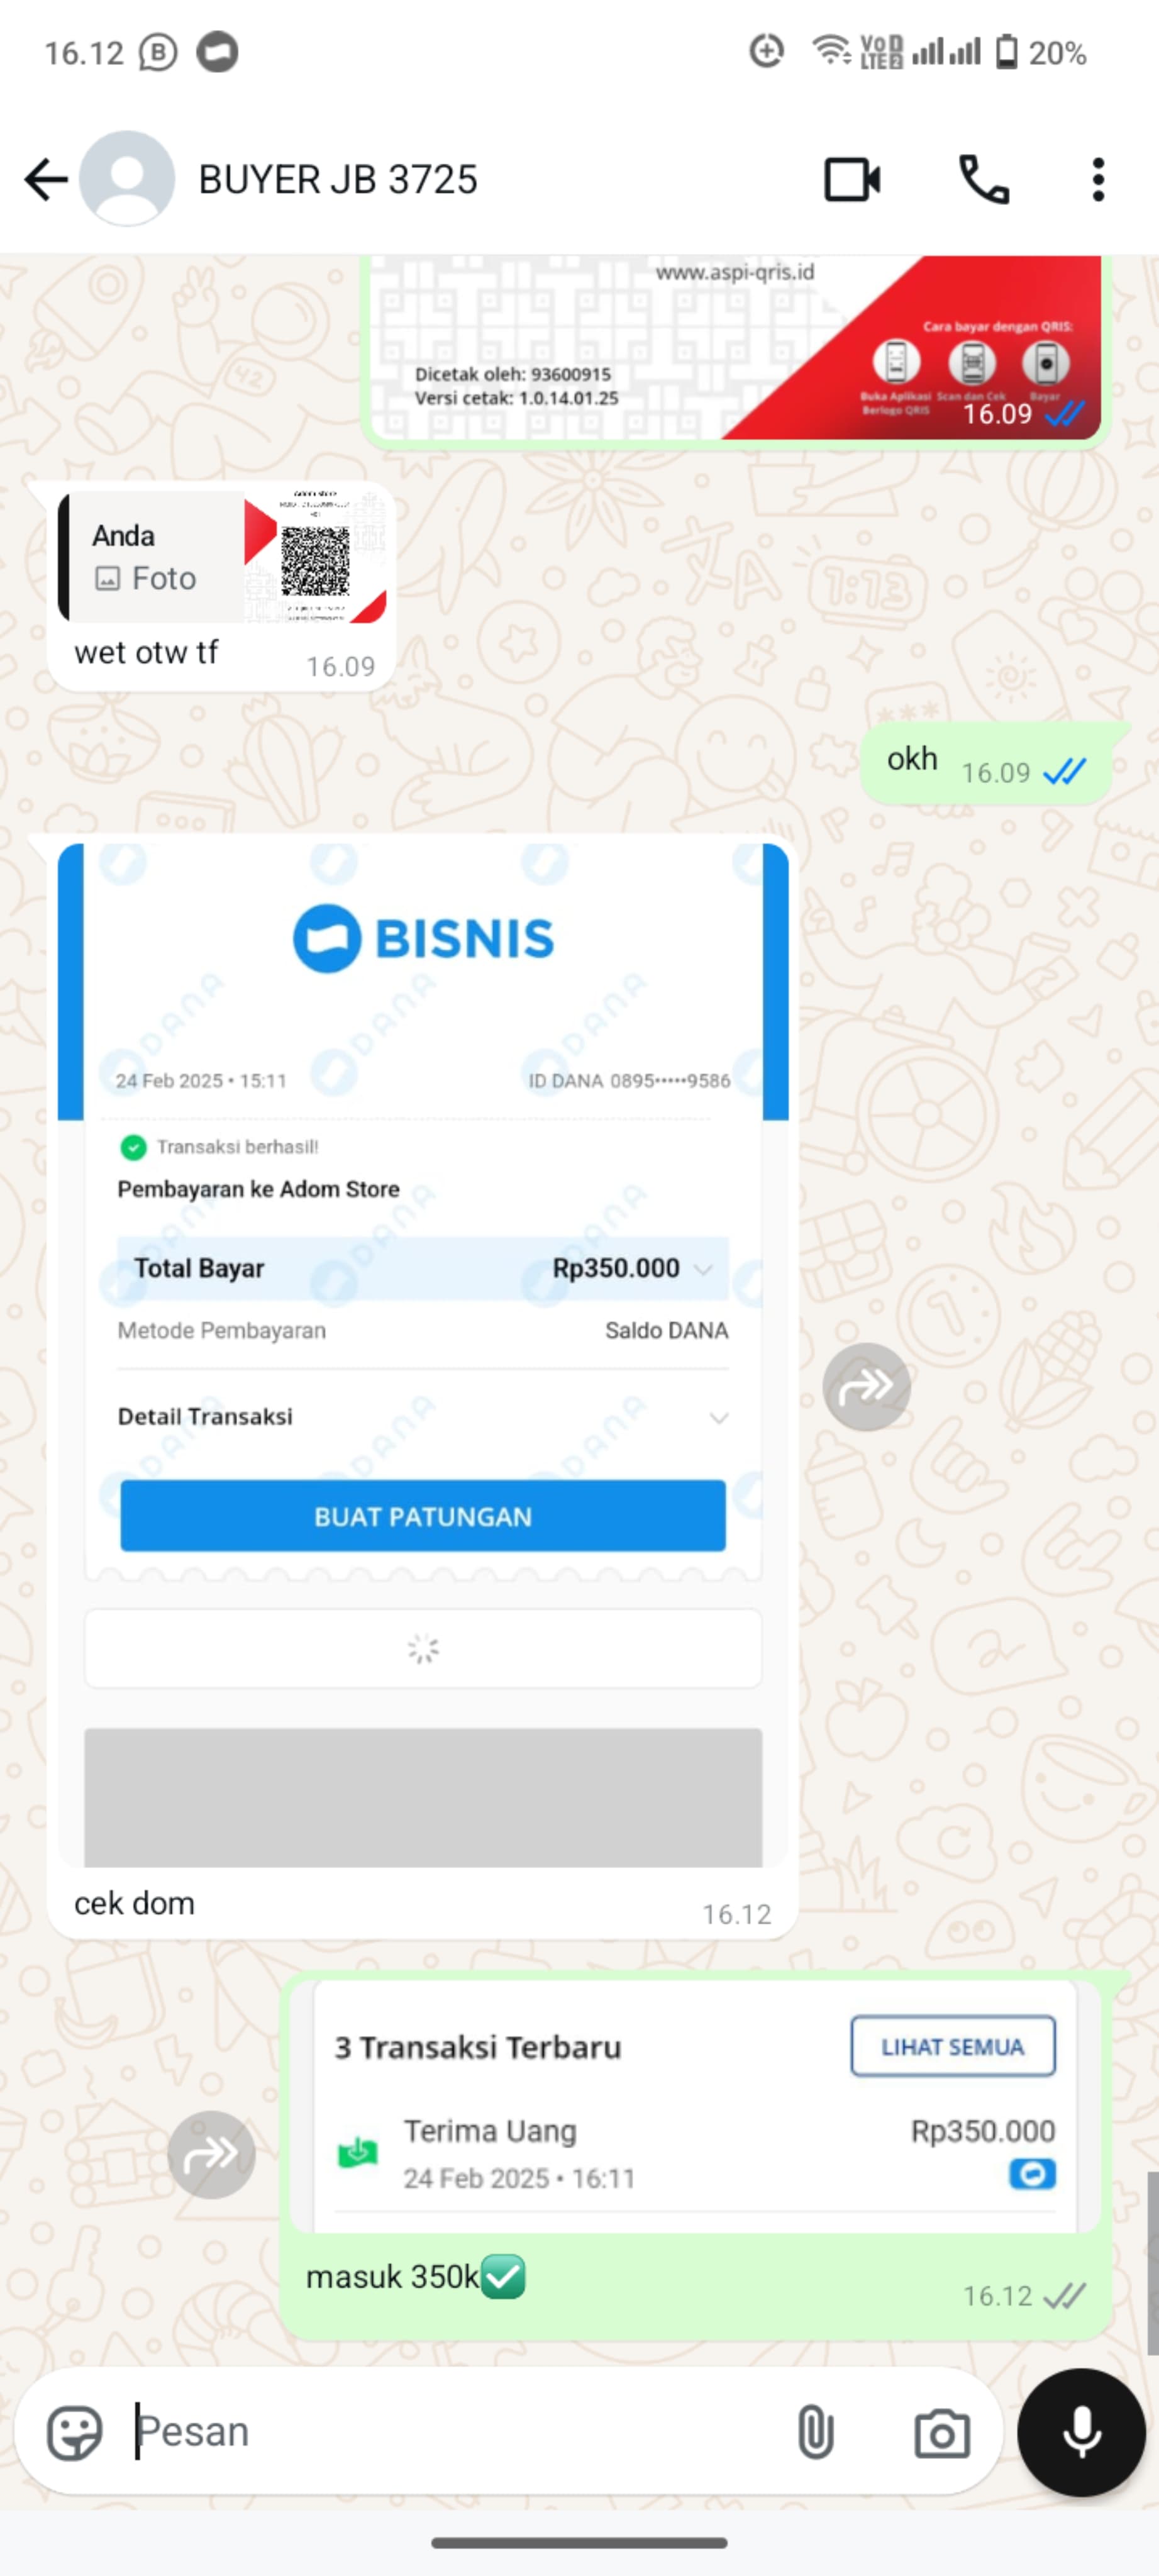 16.12
VoD LTE2
20%
BUYER JB 3725
www.aspi-qris.id
Cara bayar dengan QRIS:
Dicetak oleh: 93600915
Versi cetak: 1.0.14.01.25
Buka Aplikasi Berlogo QRIS
Scan dan Cek
Bayar
16.09
Anda
Foto
wet otw tf
16.09
okh
16.09
BISNIS
24 Feb 2025 • 15:11
ID DANA 0895•••••9586
Transaksi berhasil!
Pembayaran ke Adom Store
Total Bayar
Rp350.000
Metode Pembayaran
Saldo DANA
Detail Transaksi
BUAT PATUNGAN
DANA
cek dom
16.12
3 Transaksi Terbaru
LIHAT SEMUA
Terima Uang
Rp350.000
24 Feb 2025 • 16:11
masuk 350k✅
16.12
Pesan